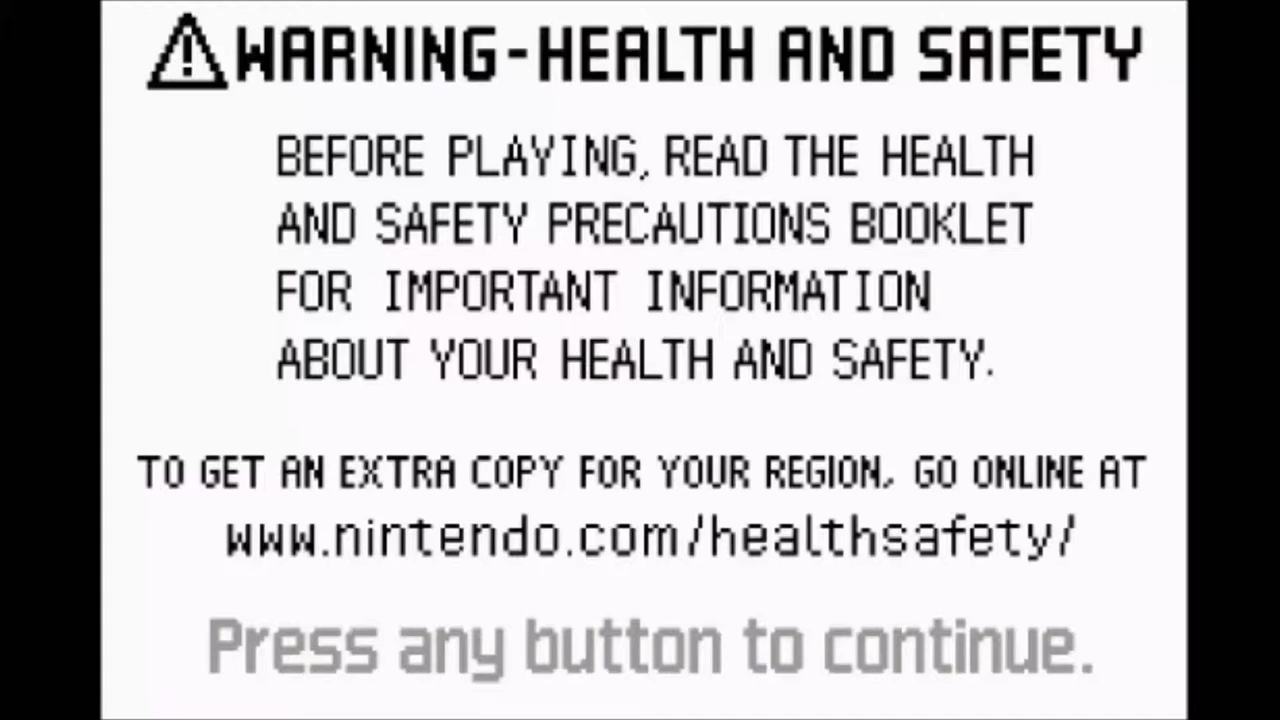 WARNING-HEALTH AND SAFETY
BEFORE PLAYING, READ THE HEALTH
AND SAFETY PRECAUTIONS BOOKLET
FOR IMPORTANT INFORMATION
ABOUT YOUR HEALTH AND SAFETY.
TO GET AN EXTRA COPY FOR YOUR REGION, GO ONLINE AT
www.nintendo.com/healthsafety/
Press any button to continue.